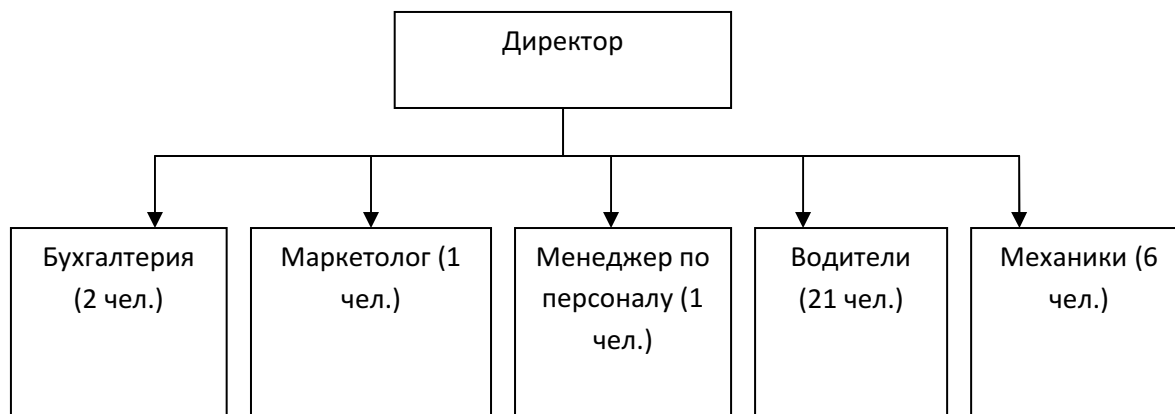 Директор
Бухгалтерия
(2 чел.)
Маркетолог (1
чел.)
Менеджер по
персоналу (1
чел.)
Водители
(21 чел.)
Механики (6
чел.)